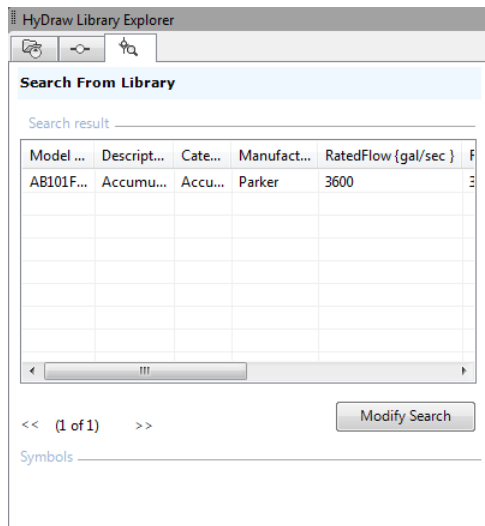 HyDraw Library Explorer
Search From Library
Search result
Model ... Descript... Cate... Manufact... RatedFlow {gal/sec }
AB101F... Accumu... Accu... Parker 3600
<< (1 of 1) >>
Modify Search
Symbols